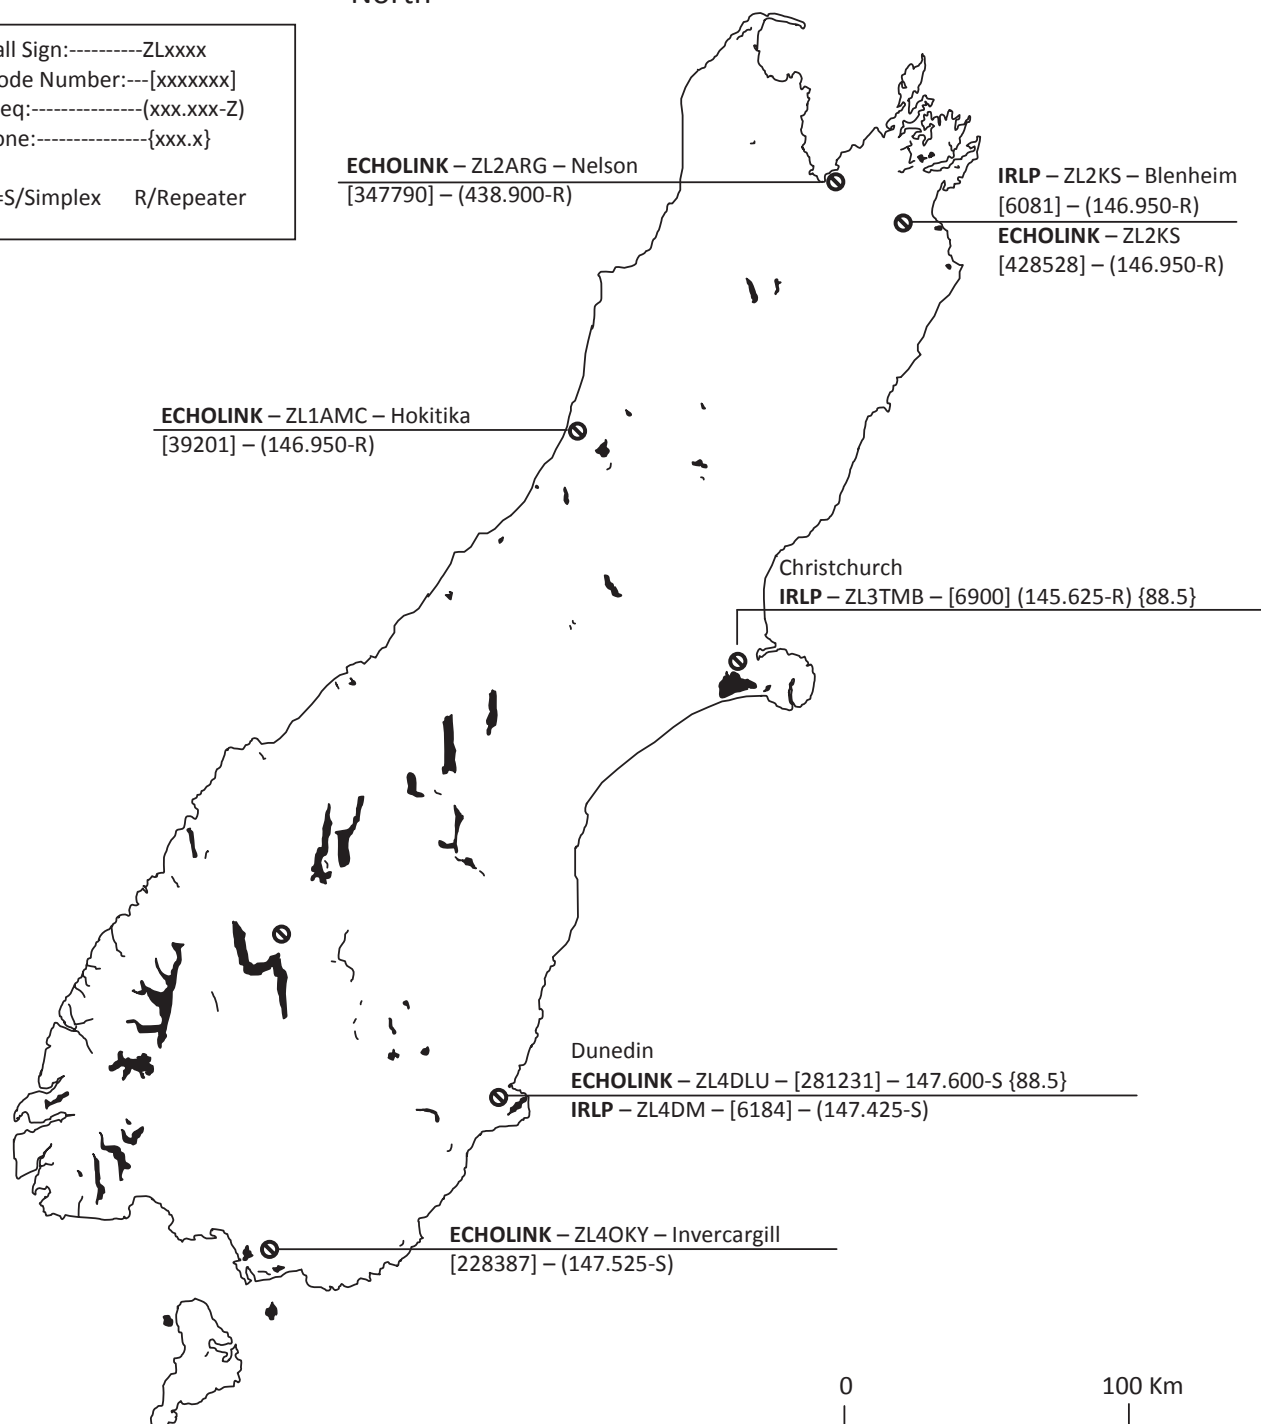 North
all Sign:----------ZLxxxx
ode Number:---[xxxxxxx]
eq:---------------(xxx.xxx-Z)
one:---------------{xxx.x}
=S/Simplex R/Repeater
ECHOLINK – ZL2ARG – Nelson
[347790] – (438.900-R)
IRLP – ZL2KS – Blenheim
[6081] – (146.950-R)
ECHOLINK – ZL2KS
[428528] – (146.950-R)
ECHOLINK – ZL1AMC – Hokitika
[39201] – (146.950-R)
Christchurch
IRLP – ZL3TMB – [6900] (145.625-R) {88.5}
Dunedin
ECHOLINK – ZL4DLU – [281231] – 147.600-S {88.5}
IRLP – ZL4DM – [6184] – (147.425-S)
ECHOLINK – ZL4OKY – Invercargill
[228387] – (147.525-S)
0 100 Km